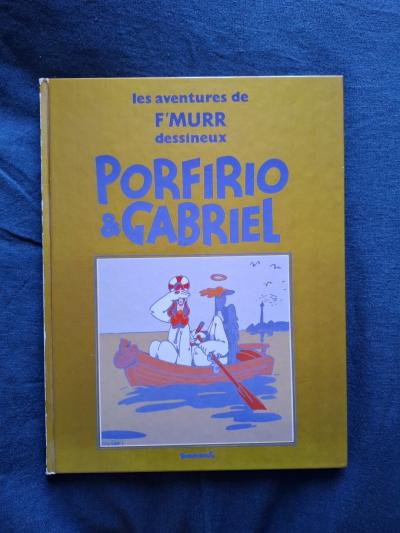 les aventures de
F'MURR
dessineux
PORFIRIO
& GABRIEL